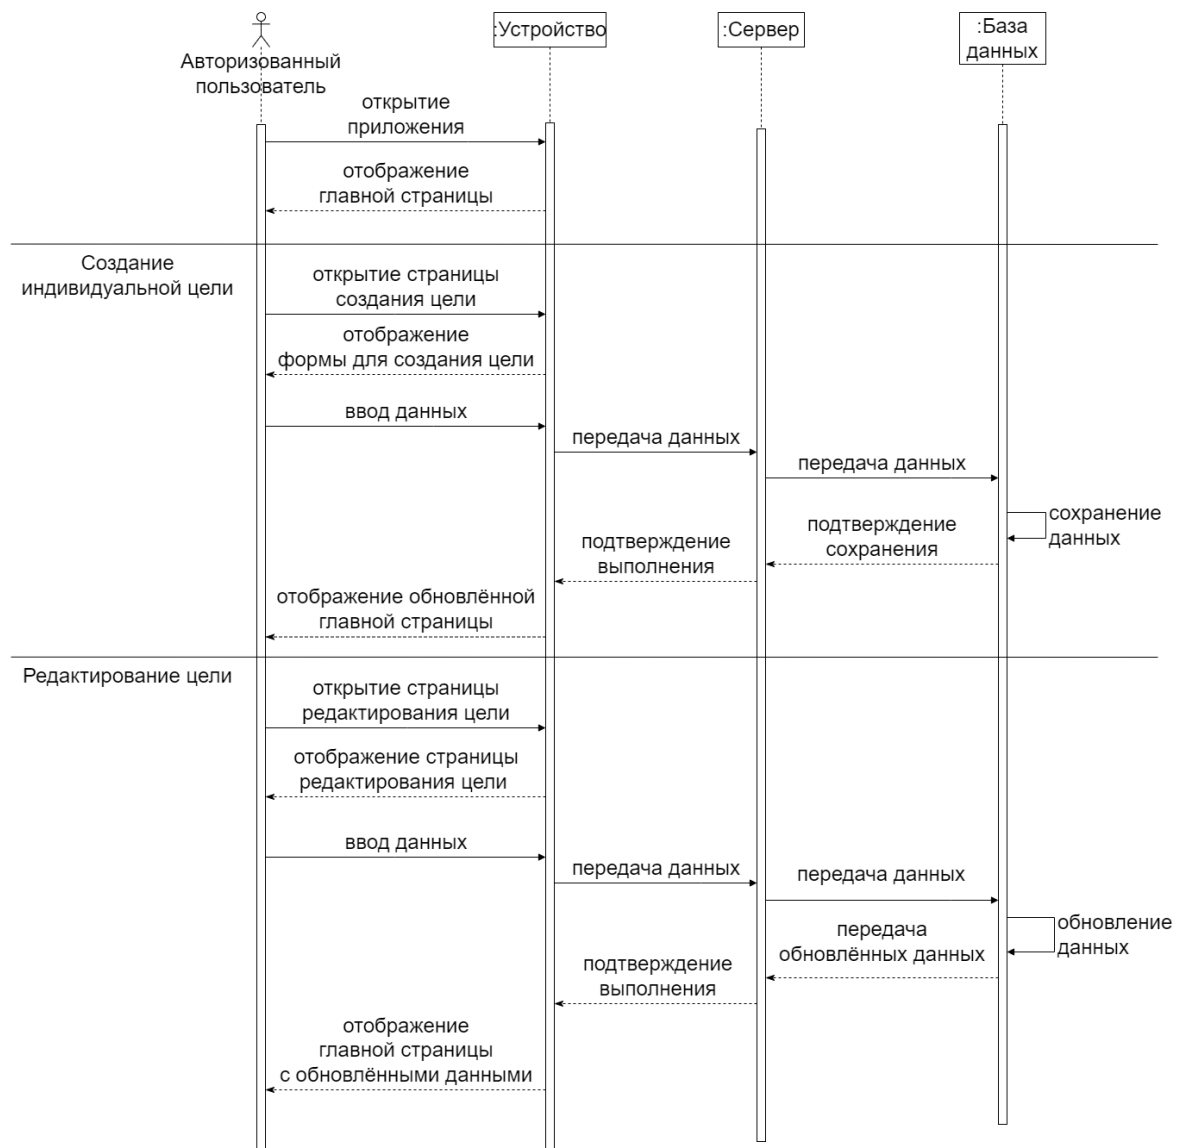 Авторизованный
пользователь
:Устройство
:Сервер
:База
данных
открытие
приложения
отображение
главной страницы
Создание
индивидуальной цели
открытие страницы
создания цели
отображение
формы для создания цели
ввод данных
передача данных
передача данных
сохранение
данных
подтверждение
сохранения
подтверждение
выполнения
отображение обновлённой
главной страницы
Редактирование цели
открытие страницы
редактирования цели
отображение страницы
редактирования цели
ввод данных
передача данных
передача данных
обновление
данных
передача
обновлённых данных
подтверждение
выполнения
отображение
главной страницы
с обновлёнными данными